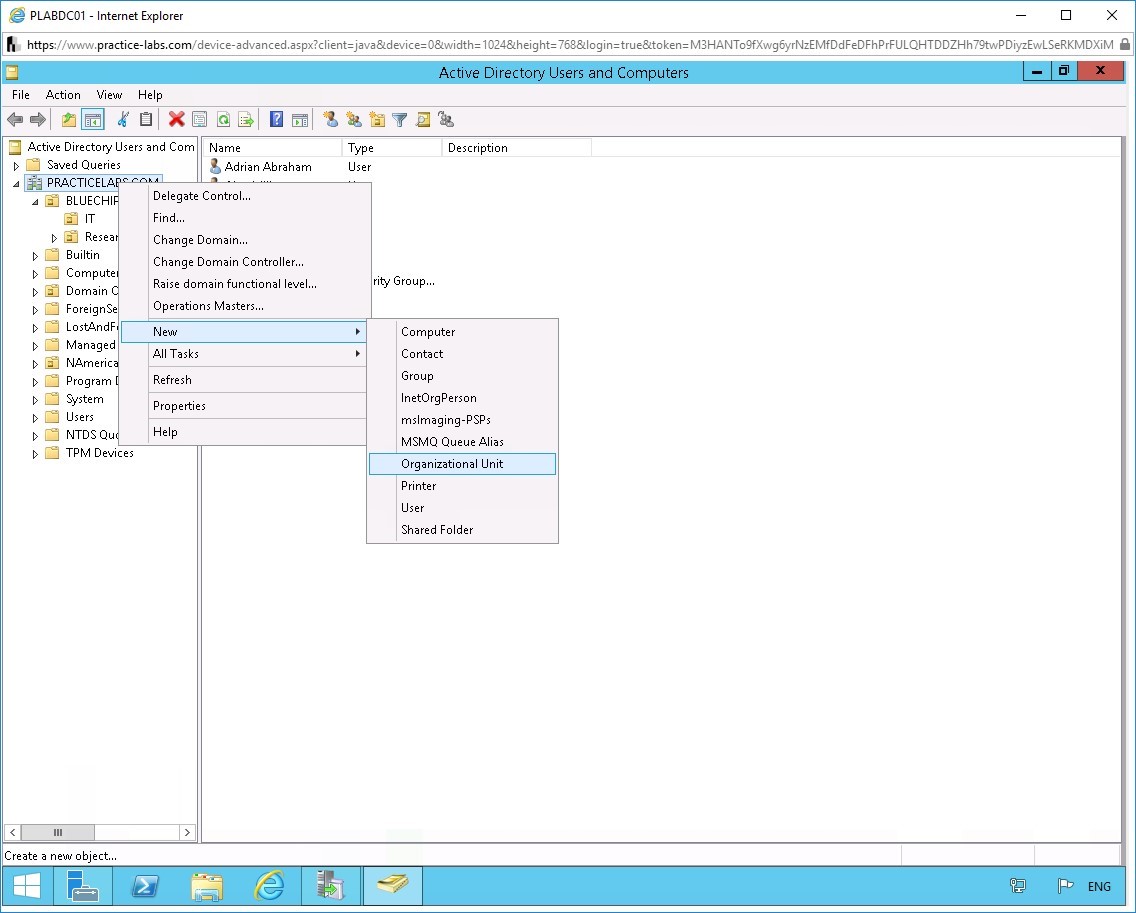 PLABDC01 - Internet Explorer
https://www.practice-labs.com/device-advanced.aspx?client=java&device=0&width=1024&height=768&login=true&token=M3HANTo9fXwg6yrNzEMfDdFeDFhPrFULQHTDDZHh79twPDiyzEwLSeRKMDXiM
Active Directory Users and Computers
File Action View Help
Active Directory Users and Com
Name Type Description
Saved Queries
Adrian Abraham User
PRACTICELABS.COM
BLUECHIP
IT
Resear
Builtin
Computer
Domain C
ForeignSe
LostAndFo
Managed
NAmerica
Program D
System
Users
NTDS Quo
TPM Devices
Delegate Control...
Find...
Change Domain...
Change Domain Controller...
Raise domain functional level...
rity Group...
Operations Masters...
New
All Tasks
Refresh
Properties
Help
Computer
Contact
Group
InetOrgPerson
msImaging-PSPs
MSMQ Queue Alias
Organizational Unit
Printer
User
Shared Folder
Create a new object...
ENG